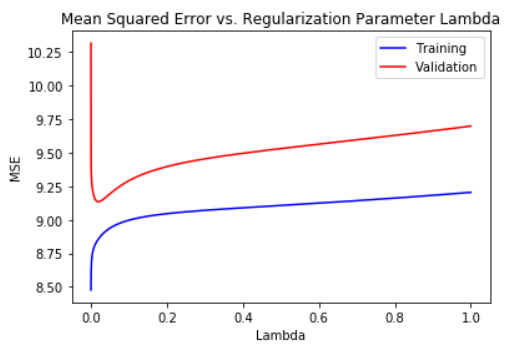 Mean Squared Error vs. Regularization Parameter Lambda
Training
Validation
10.25
10.00
9.75
9.50
9.25
9.00
8.75
8.50
MSE
0.0 0.2 0.4 0.6 0.8 1.0
Lambda